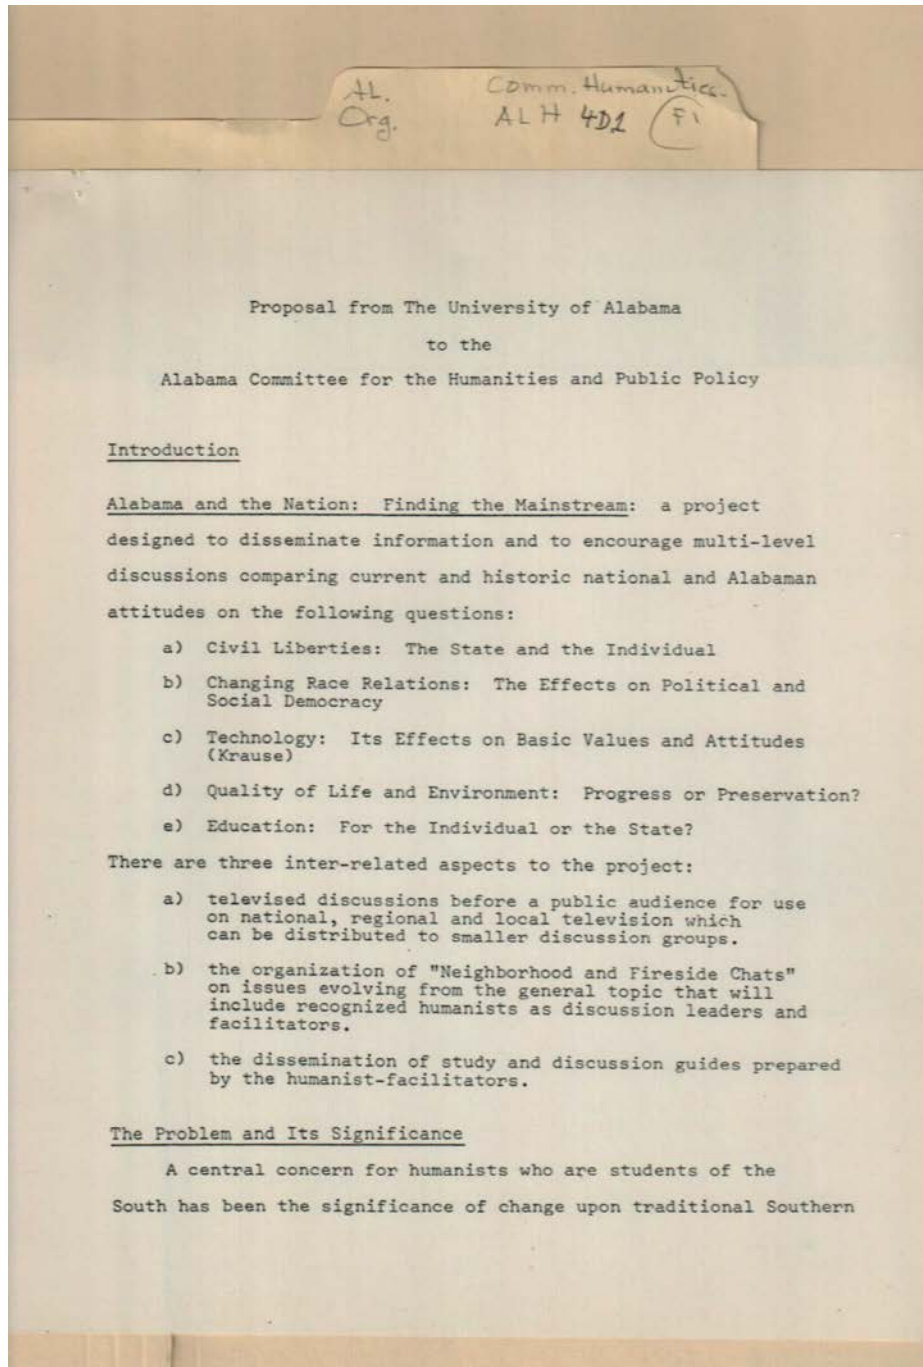 AL. Comm. Humanities.
Org. ALH 4D1 F1
Proposal from The University of Alabama
to the
Alabama Committee for the Humanities and Public Policy
Introduction
Alabama and the Nation: Finding the Mainstream: a project
designed to disseminate information and to encourage multi-level
discussions comparing current and historic national and Alabaman
attitudes on the following questions:
a) Civil Liberties: The State and the Individual
b) Changing Race Relations: The Effects on Political and
Social Democracy
c) Technology: Its Effects on Basic Values and Attitudes
(Krause)
d) Quality of Life and Environment: Progress or Preservation?
e) Education: For the Individual or the State?
There are three inter-related aspects to the project:
a) televised discussions before a public audience for use
on national, regional and local television which
can be distributed to smaller discussion groups.
b) the organization of "Neighborhood and Fireside Chats"
on issues evolving from the general topic that will
include recognized humanists as discussion leaders and
facilitators.
c) the dissemination of study and discussion guides prepared
by the humanist-facilitators.
The Problem and Its Significance
A central concern for humanists who are students of the
South has been the significance of change upon traditional Southern